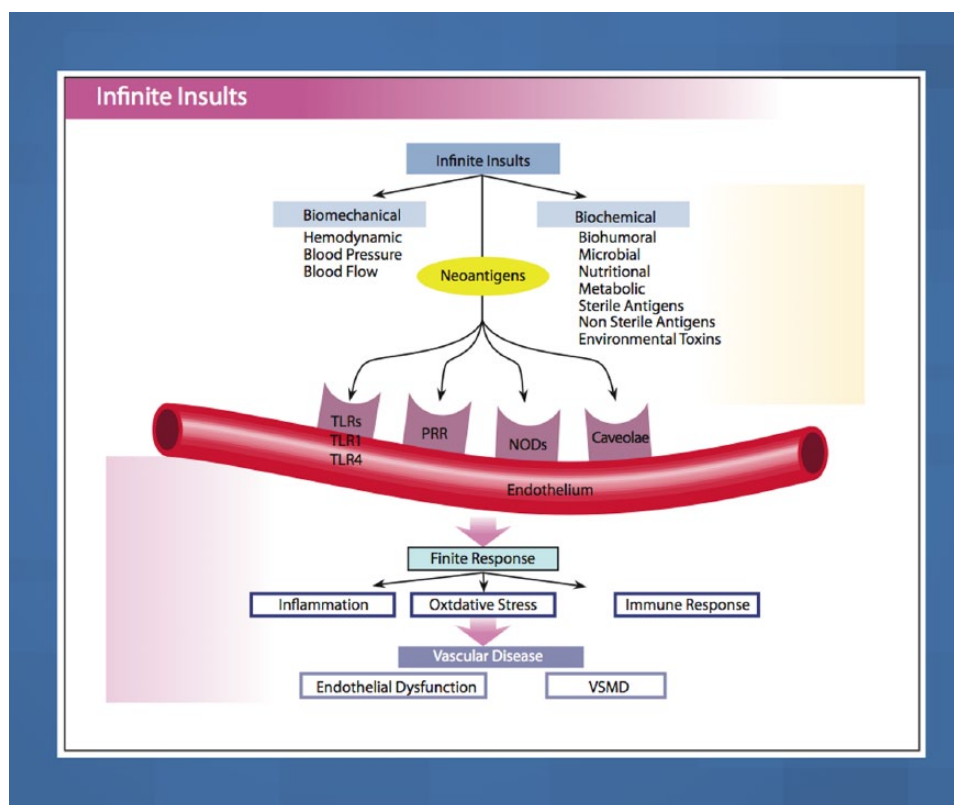 Infinite Insults
Infinite Insults
Biomechanical
Hemodynamic
Blood Pressure
Blood Flow
Biochemical
Biohumoral
Microbial
Nutritional
Metabolic
Sterile Antigens
Non Sterile Antigens
Environmental Toxins
Neoantigens
TLRs
TLR1
TLR4
PRR
NODs
Caveolae
Endothelium
Finite Response
Inflammation
Oxtdative Stress
Immune Response
Vascular Disease
Endothelial Dysfunction
VSMD